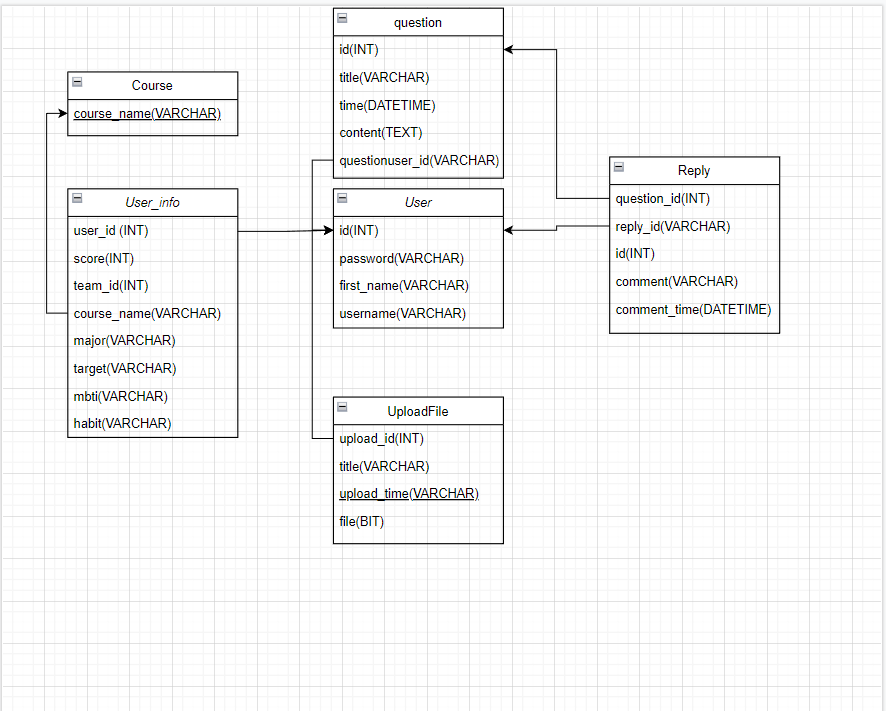 question
id(INT)
title(VARCHAR)
time(DATETIME)
content(TEXT)
questionuser_id(VARCHAR)
Course
course_name(VARCHAR)
User_info
user_id (INT)
score(INT)
team_id(INT)
course_name(VARCHAR)
major(VARCHAR)
target(VARCHAR)
mbti(VARCHAR)
habit(VARCHAR)
User
id(INT)
password(VARCHAR)
first_name(VARCHAR)
username(VARCHAR)
Reply
question_id(INT)
reply_id(VARCHAR)
id(INT)
comment(VARCHAR)
comment_time(DATETIME)
UploadFile
upload_id(INT)
title(VARCHAR)
upload_time(VARCHAR)
file(BIT)